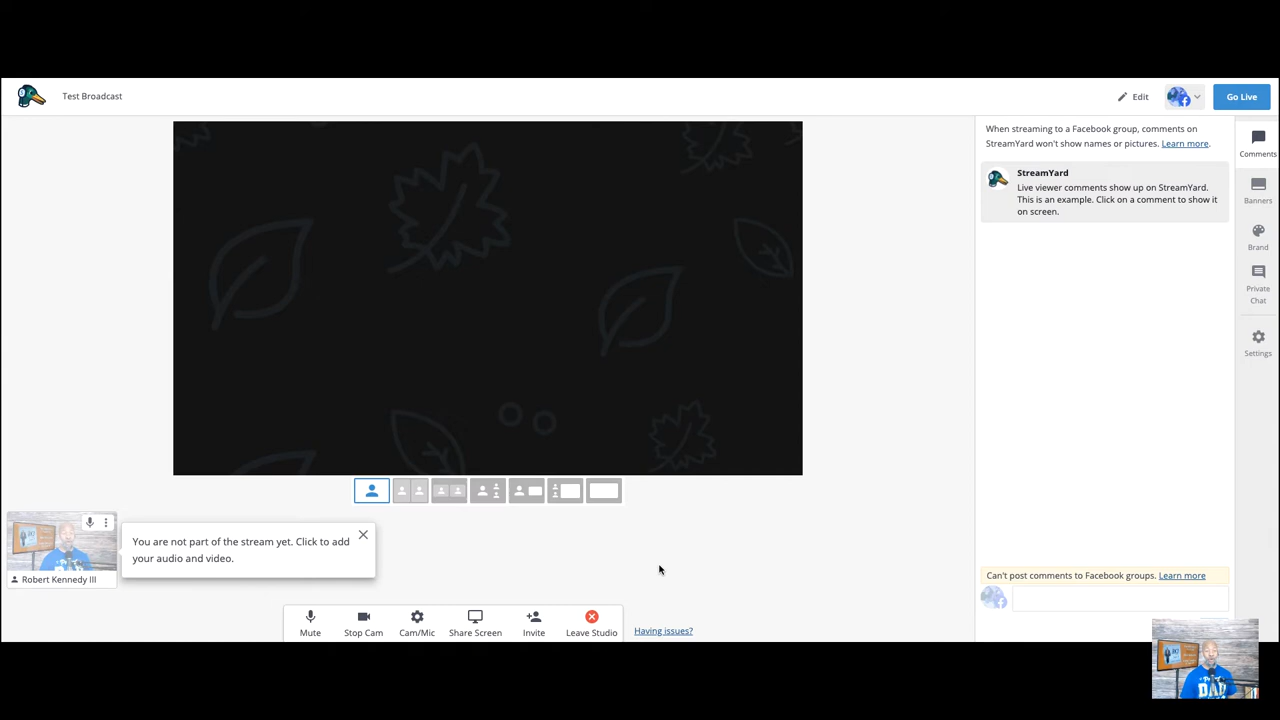 Test Broadcast
Edit
Go Live
When streaming to a Facebook group, comments on
StreamYard won't show names or pictures. Learn more.
StreamYard
Live viewer comments show up on StreamYard.
This is an example. Click on a comment to show it
on screen.
Comments
Banners
Brand
Private
Chat
Settings
You are not part of the stream yet. Click to add
your audio and video.
Robert Kennedy III
Can't post comments to Facebook groups. Learn more
Mute
Stop Cam
Cam/Mic
Share Screen
Invite
Leave Studio
Having issues?
DAD